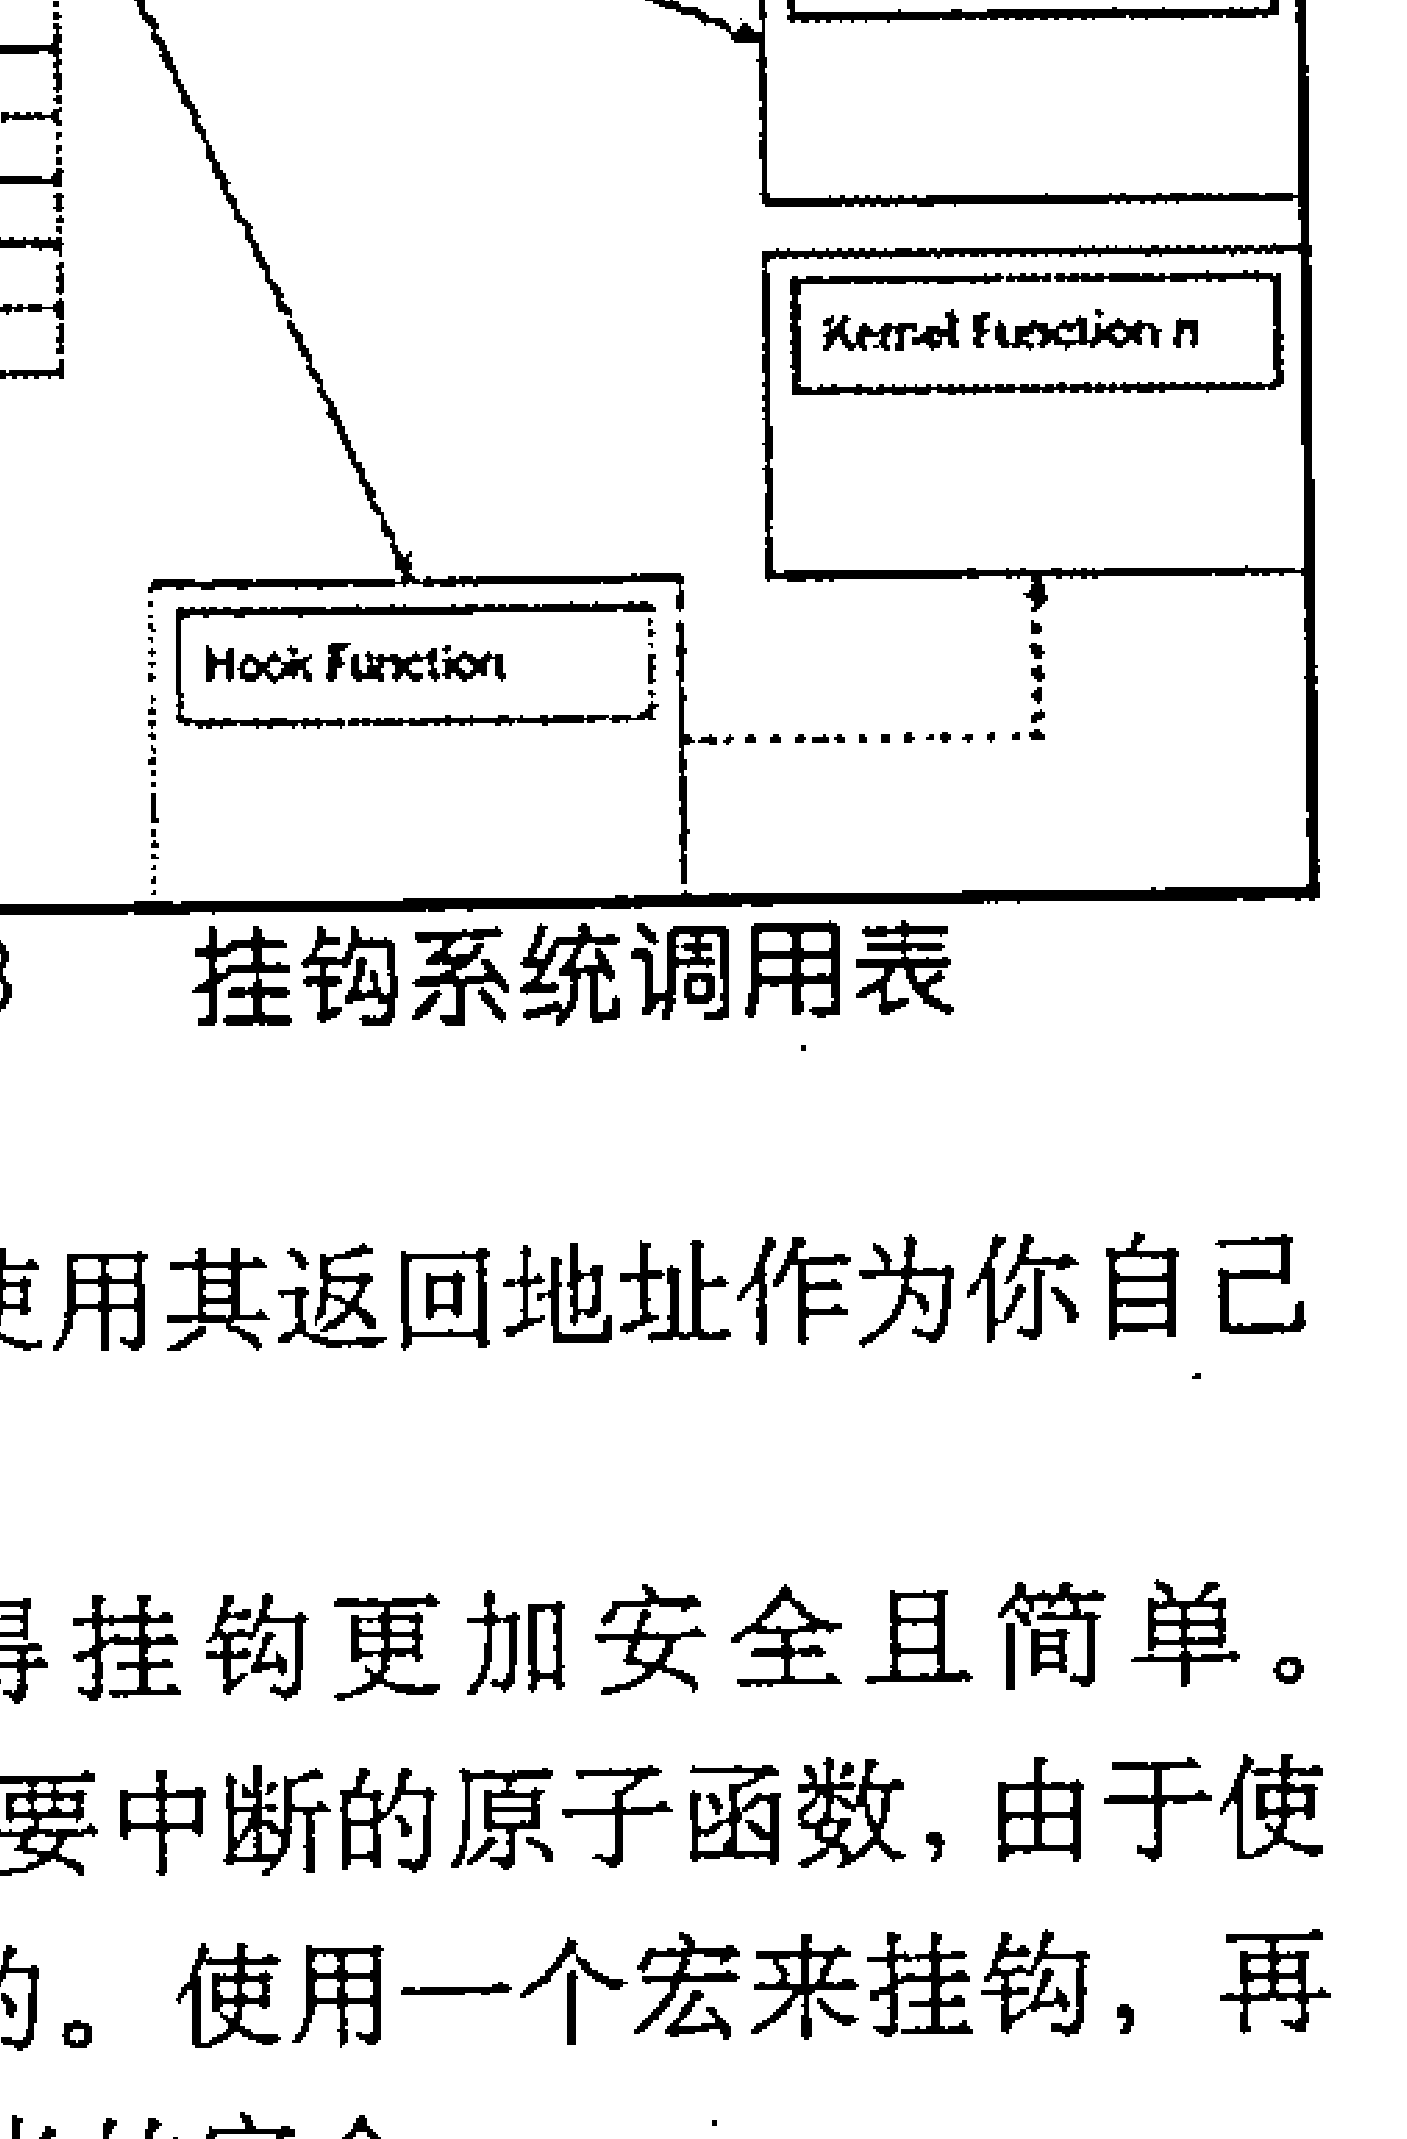 Kernel Function n
Hook Function
挂钩系统调用表
使用其返回地址作为你自己
得挂钩更加安全且简单。
要中断的原子函数,由于使
的。使用一个宏来挂钩，再